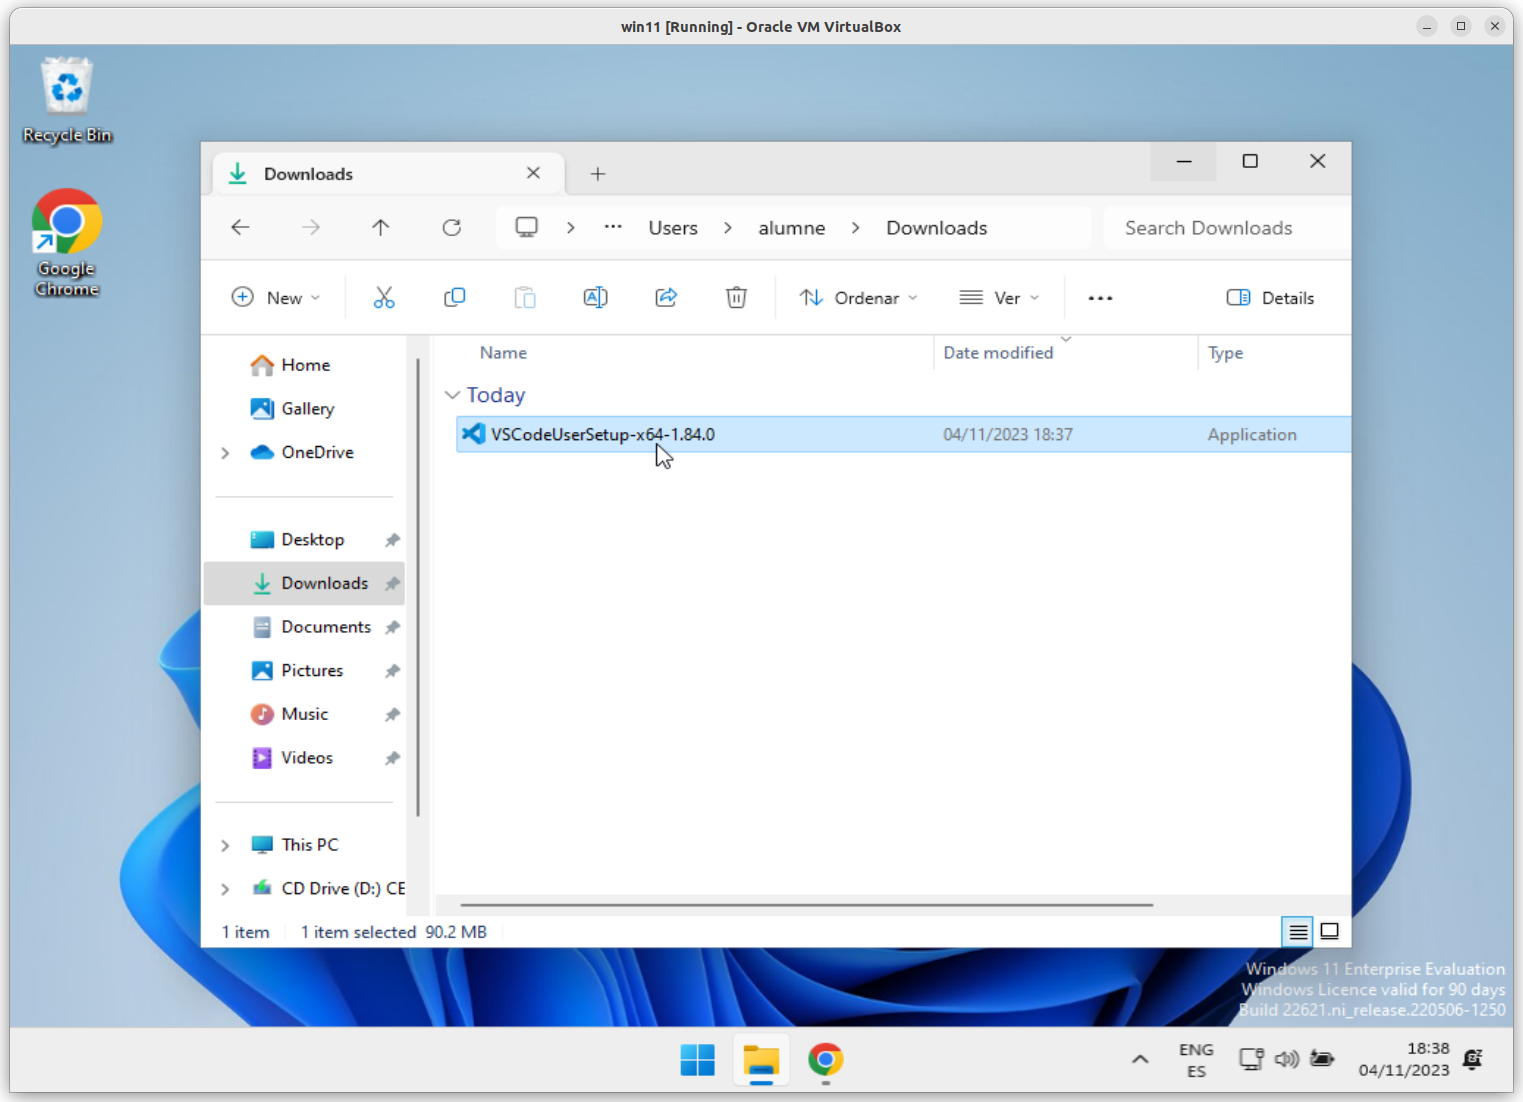 win11 [Running] - Oracle VM VirtualBox
Recycle Bin
Google
Chrome
Downloads
Users
alumne
Downloads
Search Downloads
New
Ordenar
Ver
Details
Name
Date modified
Type
Home
Gallery
OneDrive
Desktop
Downloads
Documents
Pictures
Music
Videos
This PC
CD Drive (D:) CE
Today
VSCodeUserSetup-x64-1.84.0
04/11/2023 18:37
Application
1 item
1 item selected 90.2 MB
Windows 11 Enterprise Evaluation
Windows Licence valid for 90 days
Build 22621.ni_release.220506-1250
ENG
ES
18:38
04/11/2023